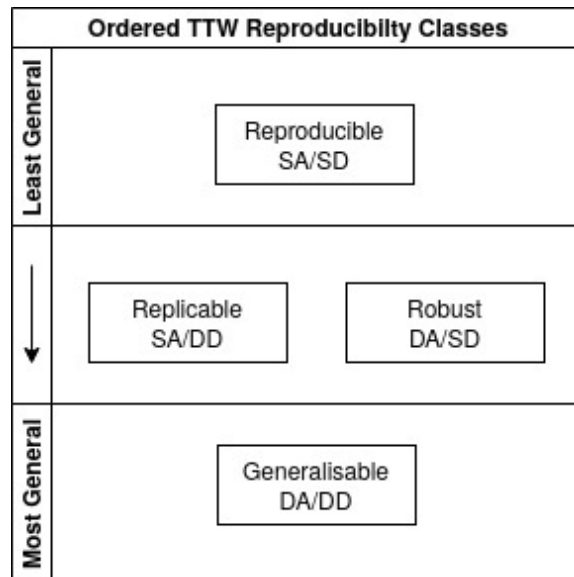 Ordered TTW Reproducibilty Classes
Least General
Reproducible
SA/SD
Replicable
SA/DD
Robust
DA/SD
Most General
Generalisable
DA/DD